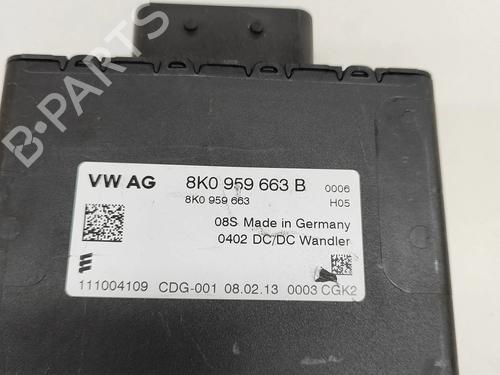 B-PARTS
VW AG 8K0 959 663 B 0006
8K0 959 663 H05
08S Made in Germany
0402 DC/DC Wandler
111004109 CDG-001 08.02.13 0003 CGK2